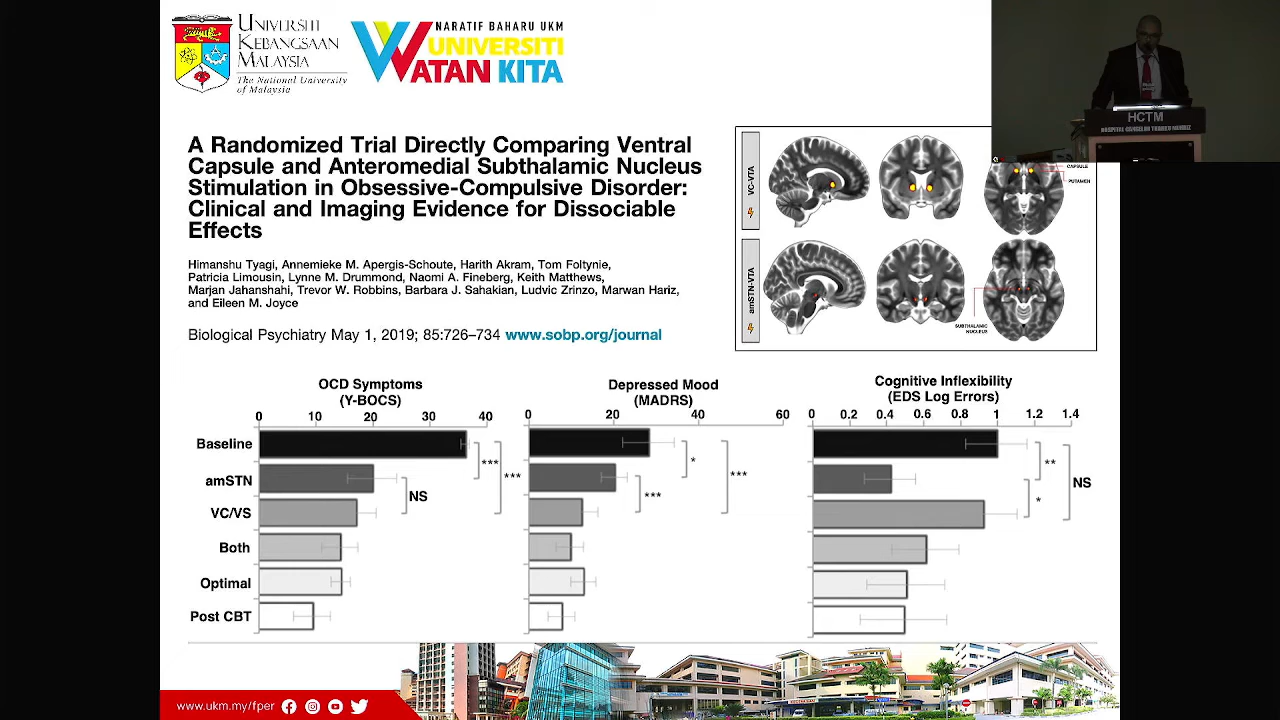 UNIVERSITI
KEBANGSAAN
MALAYSIA
The National University
of Malaysia
NARATIF BAHARU UKM
UNIVERSITI
WATAN KITA
HCTM
A Randomized Trial Directly Comparing Ventral
Capsule and Anteromedial Subthalamic Nucleus
Stimulation in Obsessive-Compulsive Disorder:
Clinical and Imaging Evidence for Dissociable
Effects
Himanshu Tyagi, Annemieke M. Apergis-Schoute, Harith Akram, Tom Foltynie,
Patricia Limousin, Lynne M. Drummond, Naomi A. Fineberg, Keith Matthews,
Marjan Jahanshahi, Trevor W. Robbins, Barbara J. Sahakian, Ludvic Zrinzo, Marwan Hariz,
and Eileen M. Joyce
Biological Psychiatry May 1, 2019; 85:726–734 www.sobp.org/journal
VC-VTA
CAPSULE
PUTAMEN
amSTN-VTA
SUBTHALAMIC
NUCLEUS
OCD Symptoms
(Y-BOCS)
0 10 20 30 40
Depressed Mood
(MADRS)
0 20 40 60
Cognitive Inflexibility
(EDS Log Errors)
0 0.2 0.4 0.6 0.8 1 1.2 1.4
Baseline
amSTN
VC/VS
Both
Optimal
Post CBT
***
***
NS
*
***
***
**
*
NS
www.ukm.my/fper